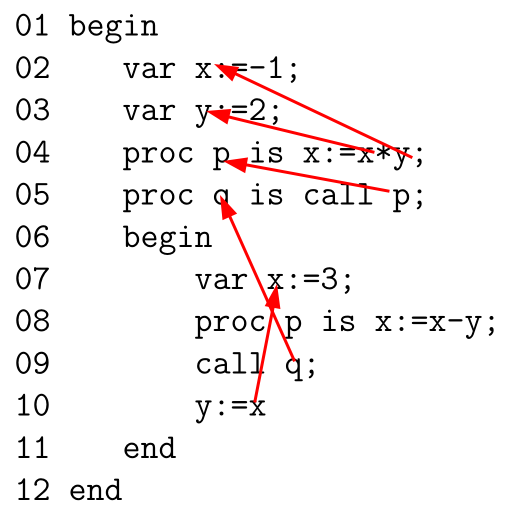 01 begin
02 var x:=-1;
03 var y:=2;
04 proc p is x:=x*y;
05 proc q is call p;
06 begin
07 var x:=3;
08 proc p is x:=x-y;
09 call q;
10 y:=x
11 end
12 end